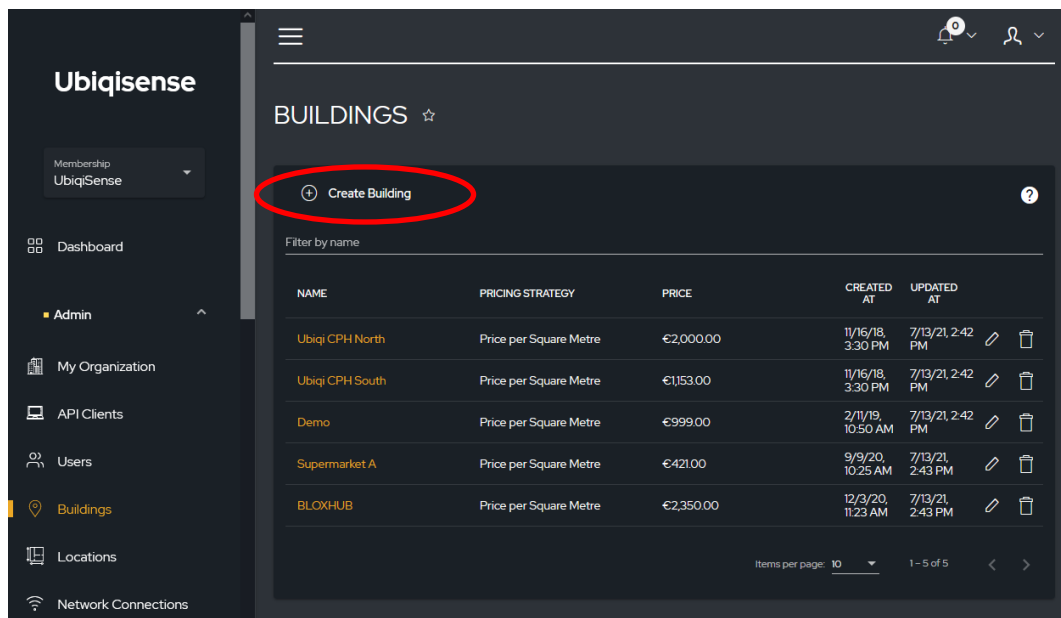 0
Ubiqisense
BUILDINGS
Membership
UbiqiSense
Create Building
?
Dashboard
Filter by name
NAME PRICING STRATEGY PRICE CREATED AT UPDATED AT
Admin
Ubiqi CPH North Price per Square Metre €2,000.00 11/16/18, 3:30 PM 7/13/21, 2:42 PM
My Organization
Ubiqi CPH South Price per Square Metre €1,153.00 11/16/18, 3:30 PM 7/13/21, 2:42 PM
API Clients
Demo Price per Square Metre €999.00 2/11/19, 10:50 AM 7/13/21, 2:42 PM
Users
Supermarket A Price per Square Metre €421.00 9/9/20, 10:25 AM 7/13/21, 2:43 PM
Buildings
BLOXHUB Price per Square Metre €2,350.00 12/3/20, 11:23 AM 7/13/21, 2:43 PM
Locations
Items per page: 10 1 – 5 of 5
Network Connections